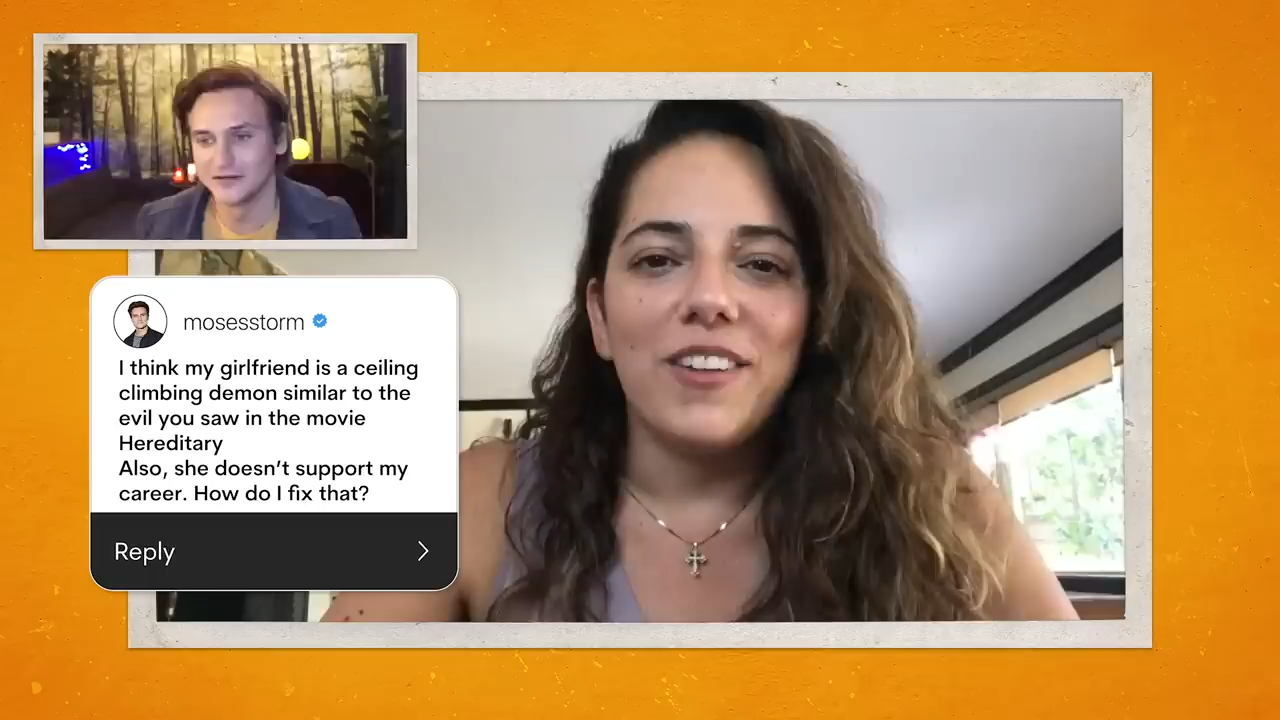 mosesstorm
I think my girlfriend is a ceiling
climbing demon similar to the
evil you saw in the movie
Hereditary
Also, she doesn’t support my
career. How do I fix that?
Reply